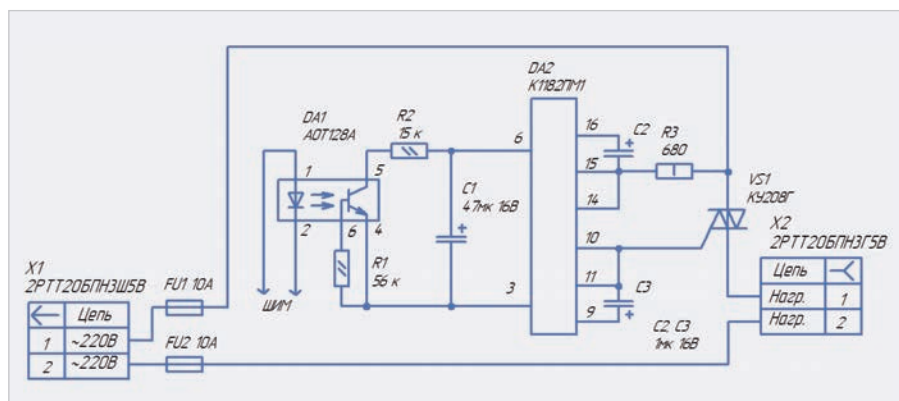 DA2
К1182ПМ1
DA1
АОТ128А
R2
15 к
16
C2
R3
680
6
15
1
5
14
C1
47мк 16В
VS1
КУ208Г
2
6
4
10
X2
2РТТ20БПН3Г5В
X1
2РТТ20БПН3Ш5В
FU1 10А
R1
56 к
11
C3
Цепь
ШИМ
3
9
Нагр.
1
Цепь
Нагр.
2
1
~220В
FU2 10А
C2, C3
1мк 16В
2
~220В